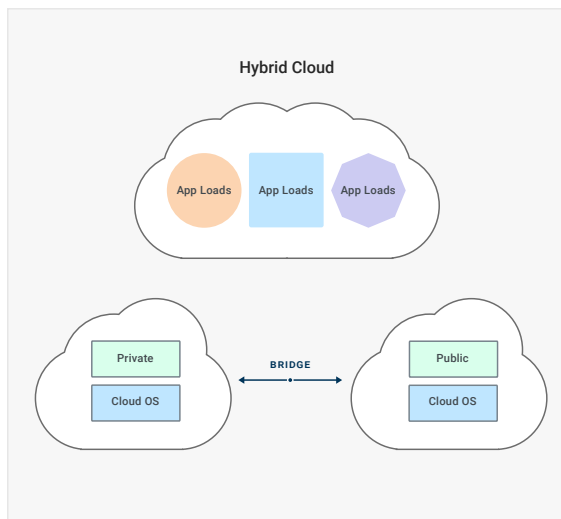 Hybrid Cloud
App Loads App Loads App Loads
Private
Cloud OS
BRIDGE
Public
Cloud OS